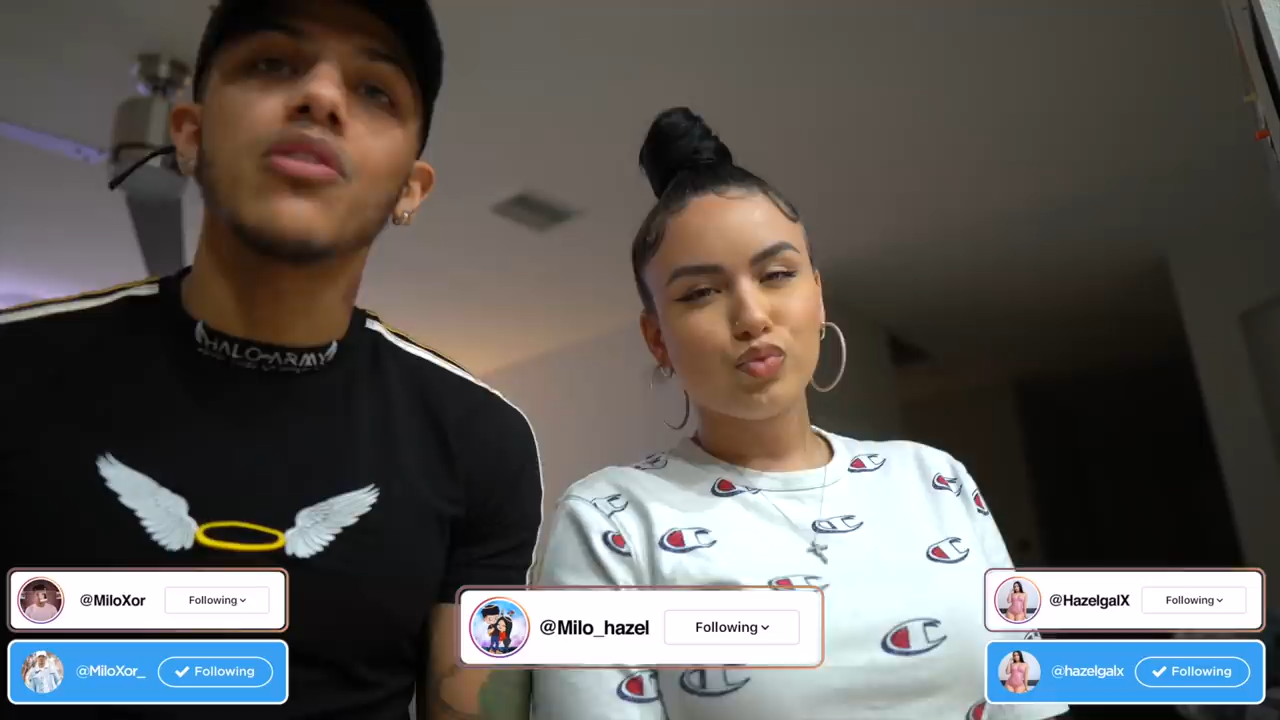 HALO ARMY
@MiloXor Following
@MiloXor_ Following
@Milo_hazel Following
@HazelgalX Following
@hazelgalx Following